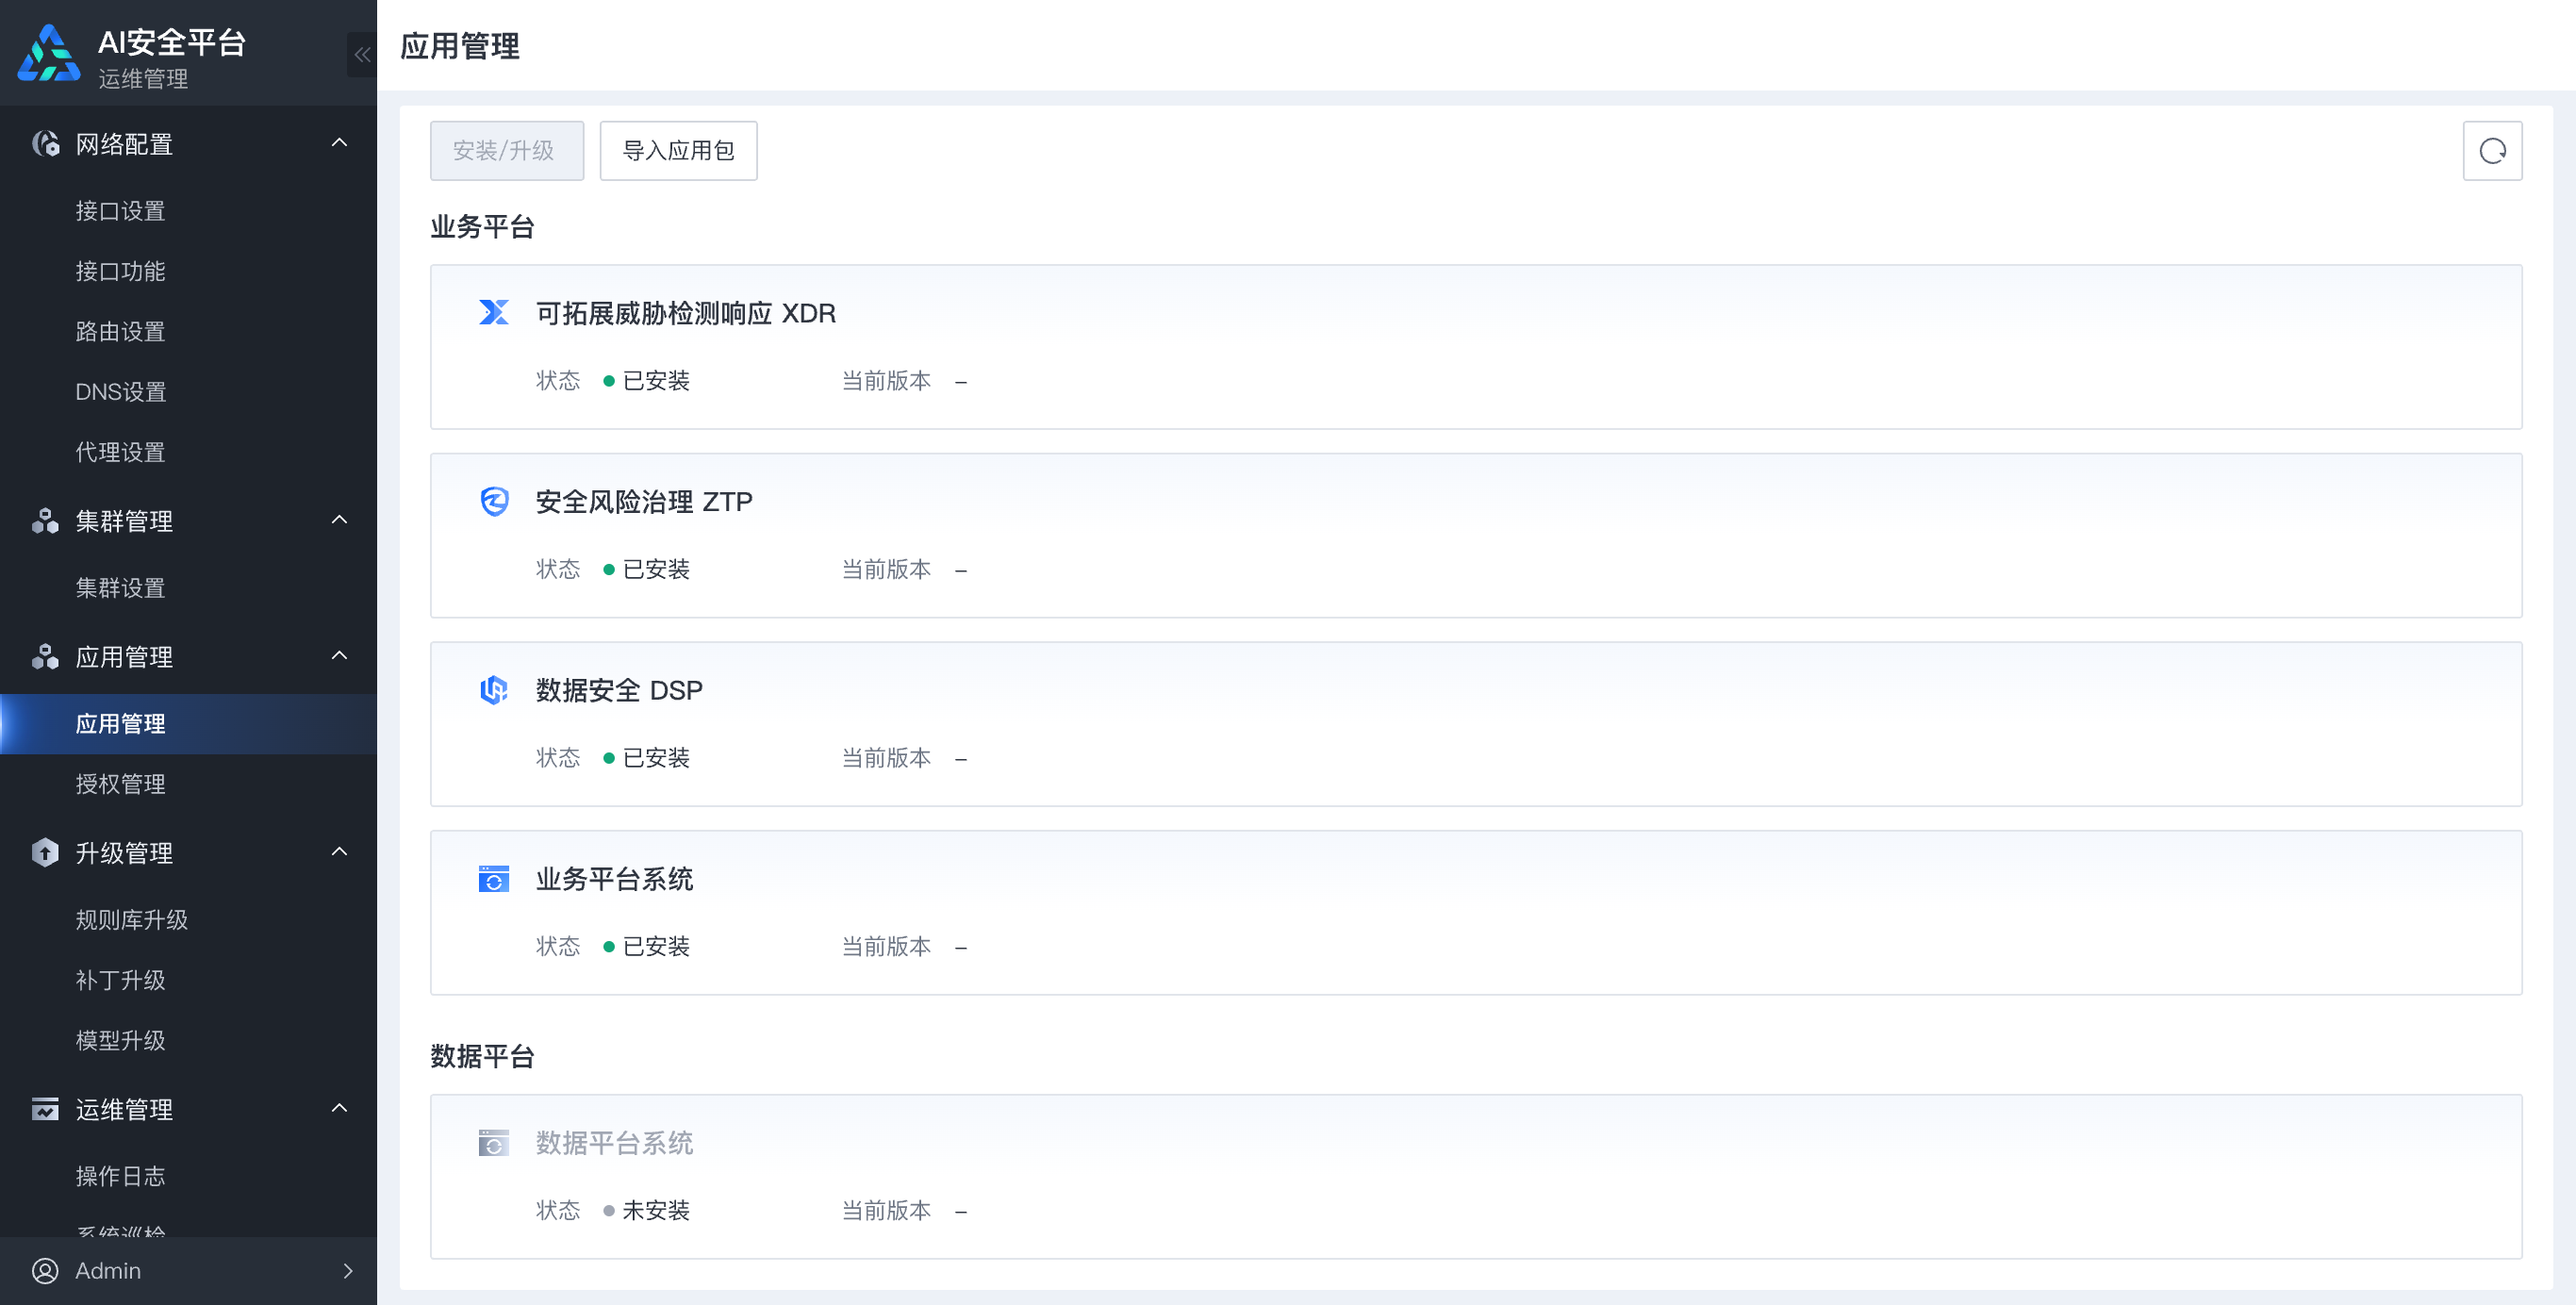 AI安全平台
运维管理
网络配置
接口设置
接口功能
路由设置
DNS设置
代理设置
集群管理
集群设置
应用管理
应用管理
授权管理
升级管理
规则库升级
补丁升级
模型升级
运维管理
操作日志
系统巡检
Admin
应用管理
安装/升级 导入应用包
业务平台
可拓展威胁检测响应 XDR
状态 已安装 当前版本 –
安全风险治理 ZTP
状态 已安装 当前版本 –
数据安全 DSP
状态 已安装 当前版本 –
业务平台系统
状态 已安装 当前版本 –
数据平台
数据平台系统
状态 未安装 当前版本 –